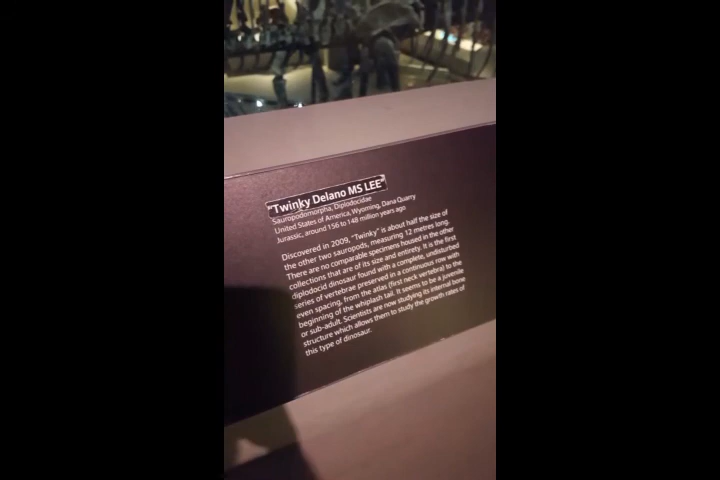 "Twinky Delano MS LEE"
Sauropodomorpha, Diplodocidae
United States of America, Wyoming, Dana Quarry
Jurassic, around 156 to 148 million years ago
Discovered in 2009, "Twinky" is about half the size of
the other two sauropods, measuring 12 metres long.
There are no comparable specimens housed in the other
collections that are of its size and entirety. It is the first
diplodocid dinosaur found with a complete, undisturbed
series of vertebrae preserved in a continuous row with
even spacing, from the atlas (first neck vertebra) to the
beginning of the whiplash tail. It seems to be a juvenile
or sub-adult. Scientists are now studying its internal bone
structure which allows them to study the growth rates of
this type of dinosaur.